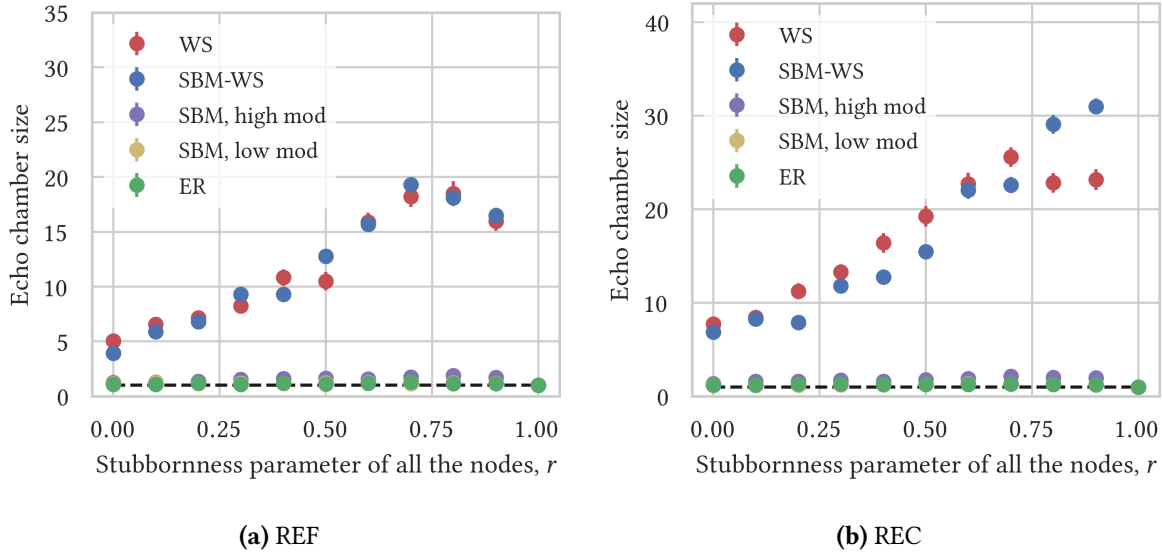 35
30
25
20
15
10
5
0
Echo chamber size
WS
SBM-WS
SBM, high mod
SBM, low mod
ER
0.00 0.25 0.50 0.75 1.00
Stubbornness parameter of all the nodes, r
(a) REF
40
30
20
10
0
Echo chamber size
WS
SBM-WS
SBM, high mod
SBM, low mod
ER
0.00 0.25 0.50 0.75 1.00
Stubbornness parameter of all the nodes, r
(b) REC